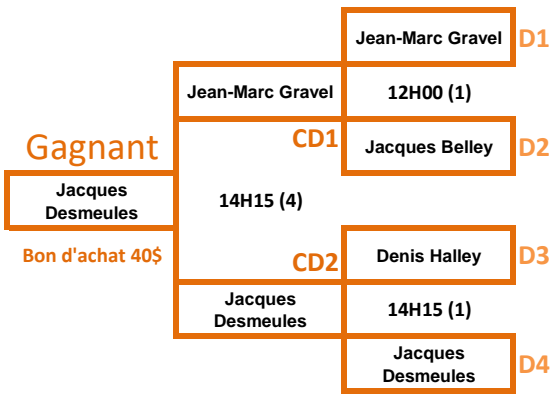 Jean-Marc Gravel D1
Jean-Marc Gravel
12H00 (1)
CD1
Jacques Belley D2
Gagnant
Jacques
Desmeules
14H15 (4)
Bon d'achat 40$
CD2
Denis Halley D3
Jacques
Desmeules
14H15 (1)
Jacques
Desmeules
D4